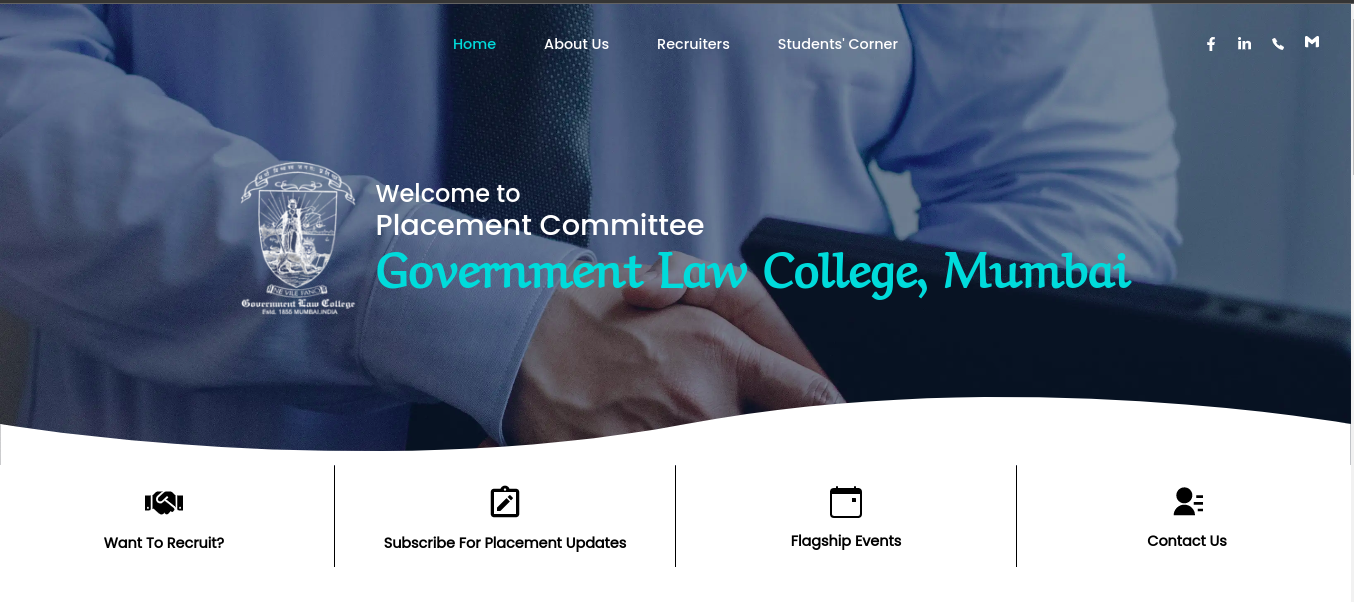 Home About Us Recruiters Students' Corner
Welcome to
Placement Committee
Government Law College, Mumbai
Government Law College
Estd. 1855 MUMBAI.INDIA
Want To Recruit?
Subscribe For Placement Updates
Flagship Events
Contact Us